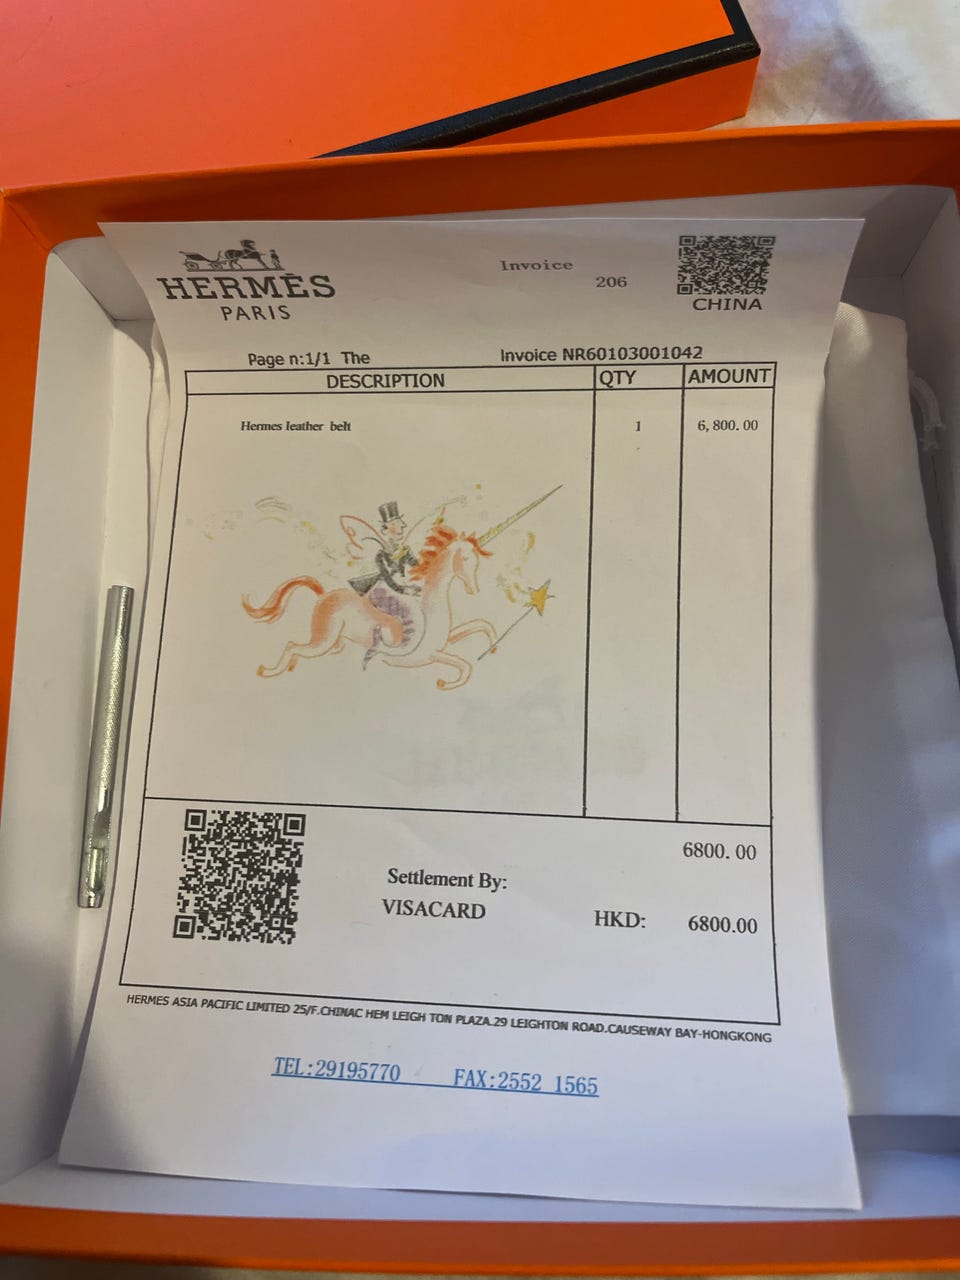 HERMÈS
PARIS
Invoice
206
CHINA
Page n:1/1 The
Invoice NR60103001042
DESCRIPTION
QTY
AMOUNT
Hermes leather belt
1
6,800.00
6800.00
Settlement By:
VISACARD
HKD:
6800.00
HERMES ASIA PACIFIC LIMITED 25/F.CHINAC HEM LEIGH TON PLAZA.29 LEIGHTON ROAD.CAUSEWAY BAY-HONGKONG
TEL:29195770 FAX:2552 1565